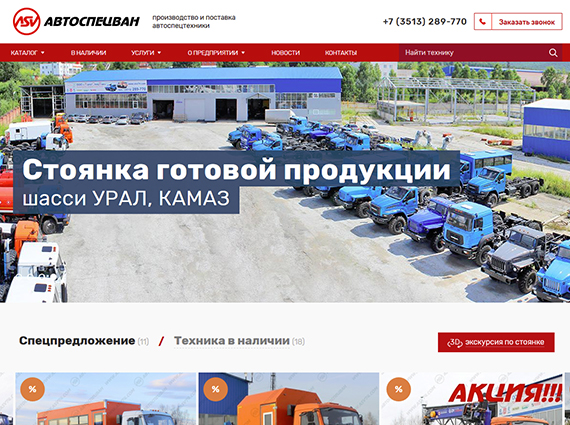 ASV АВТОСПЕЦВАН
производство и поставка
автоспецтехники
+7 (3513) 289-770
Заказать звонок
КАТАЛОГ В НАЛИЧИИ УСЛУГИ О ПРЕДПРИЯТИИ НОВОСТИ КОНТАКТЫ Найти технику
Стоянка готовой продукции
шасси УРАЛ, КАМАЗ
Спецпредложение (11) / Техника в наличии (18)
3D экскурсия по стоянке
% % %
АКЦИЯ!!!